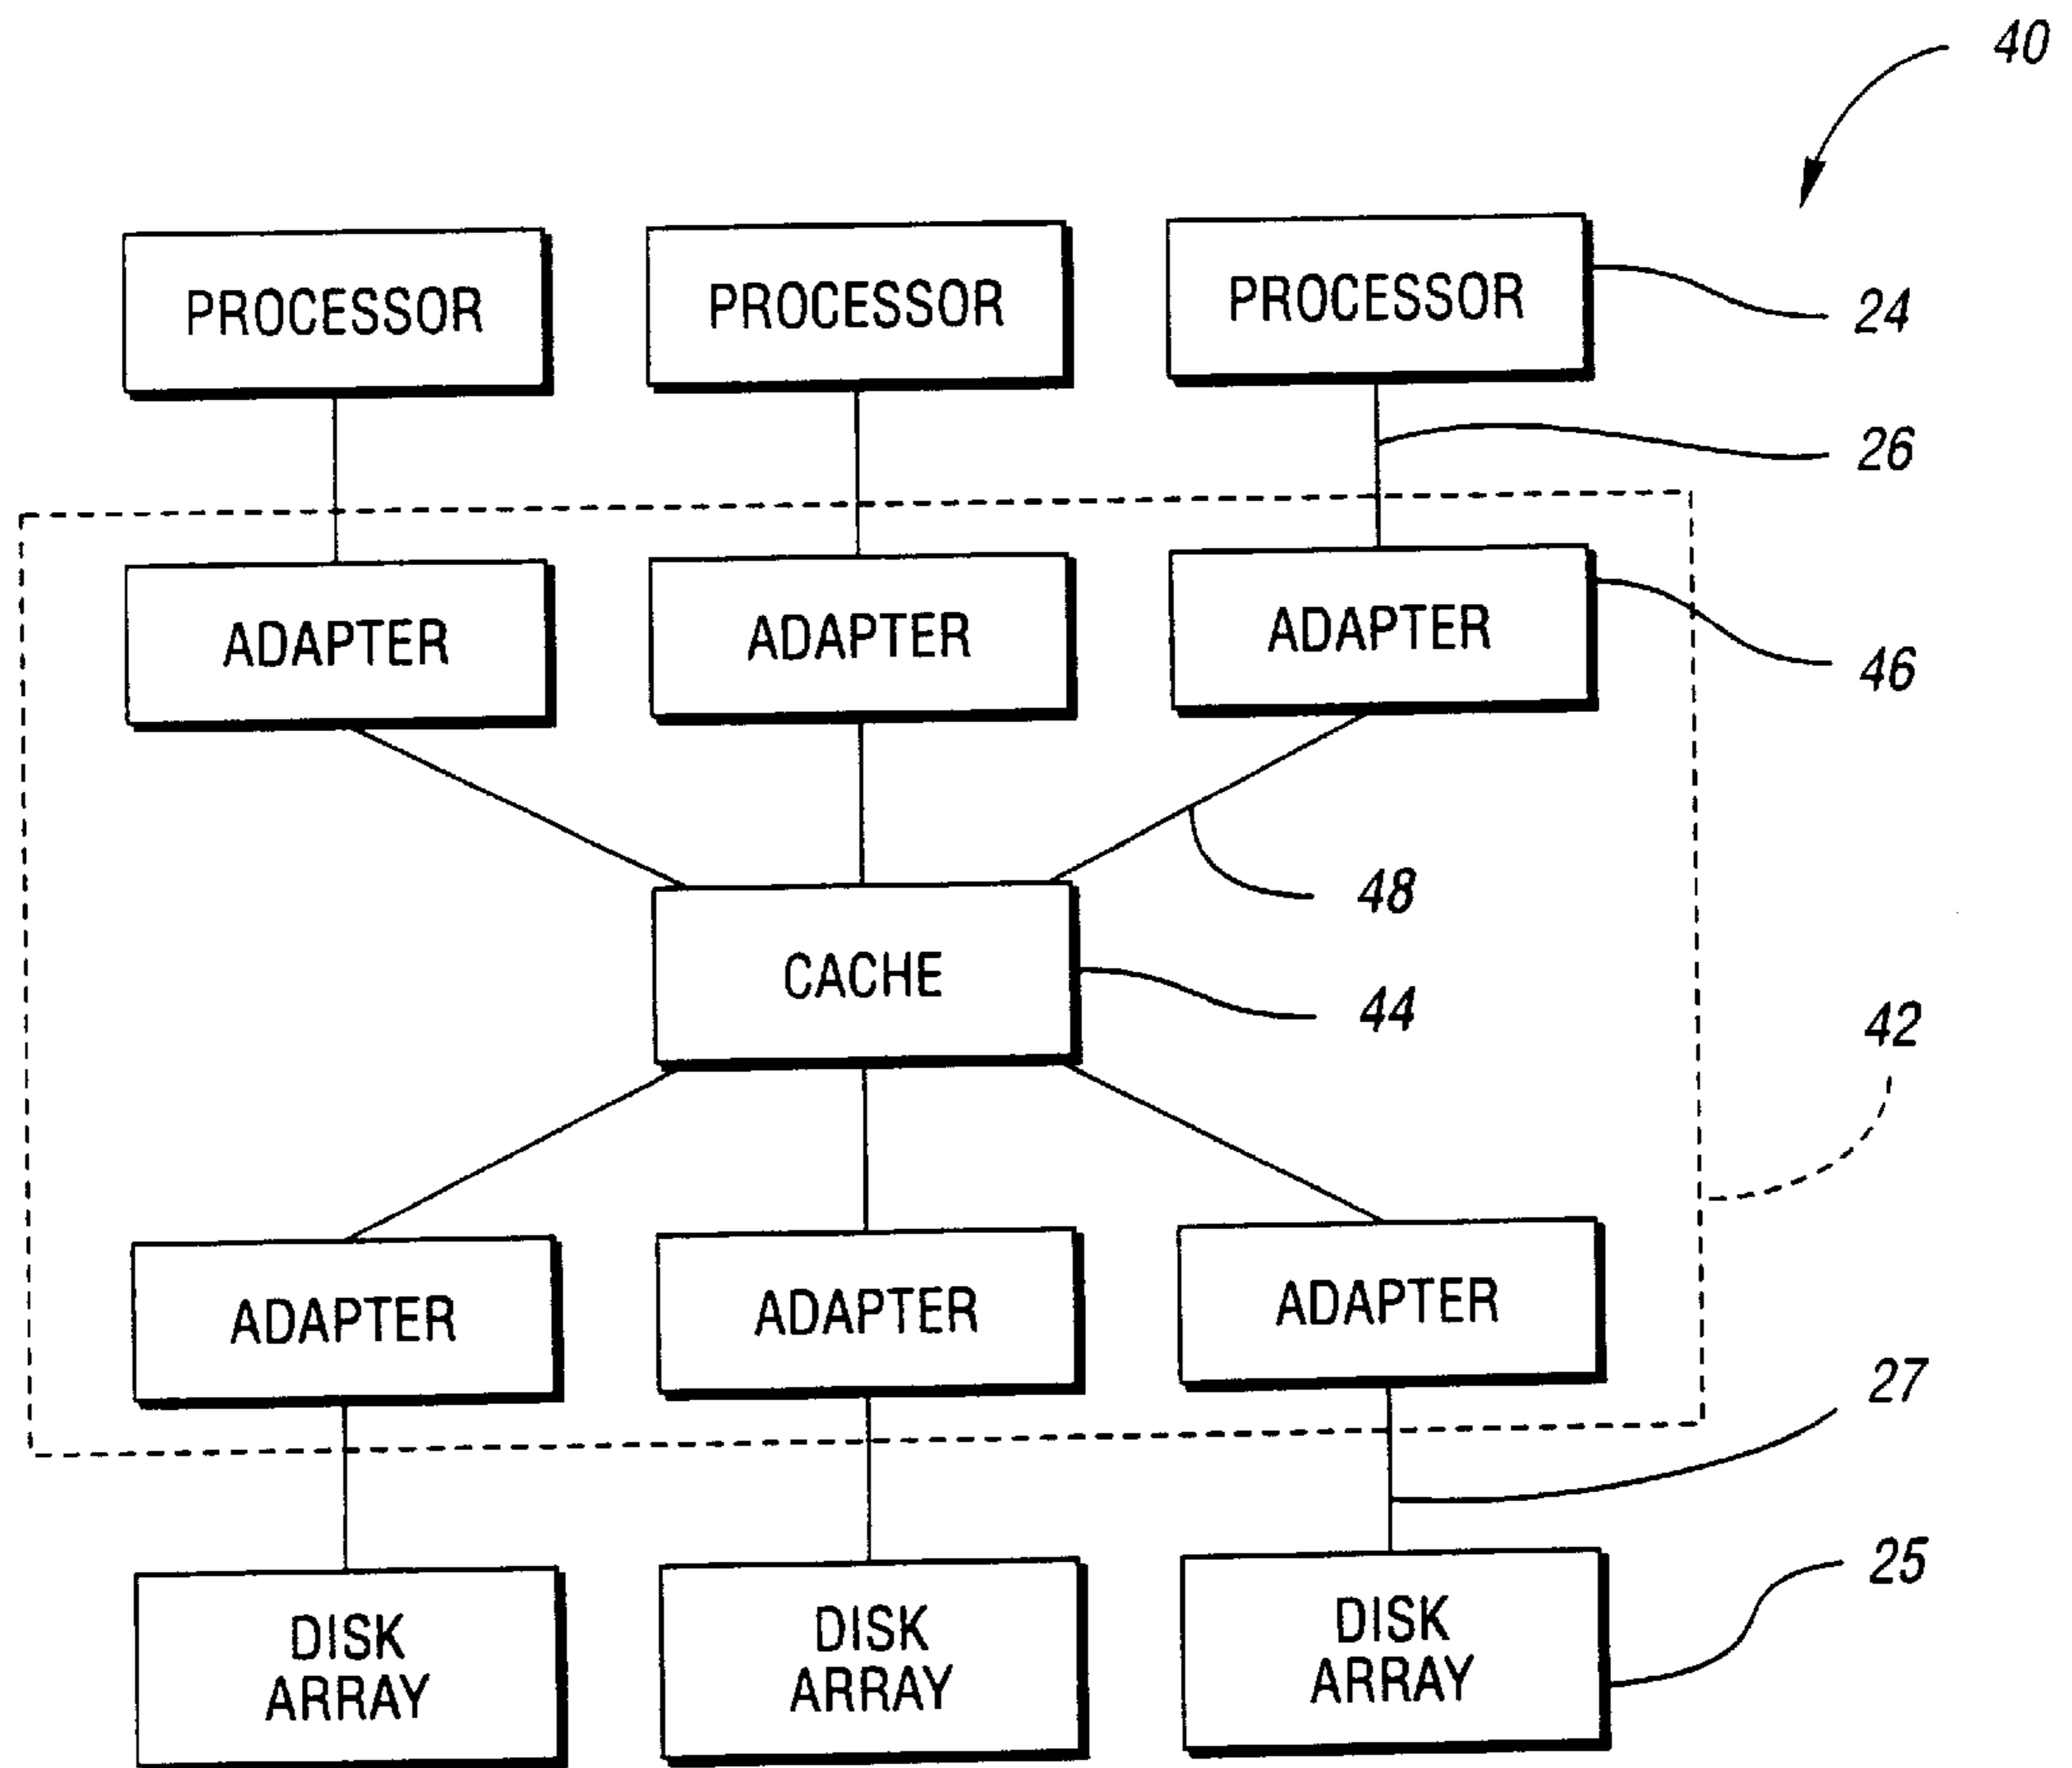 40
PROCESSOR PROCESSOR PROCESSOR
24
26
ADAPTER ADAPTER ADAPTER
46
48
CACHE
44
42
ADAPTER ADAPTER ADAPTER
27
25
DISK ARRAY
DISK ARRAY
DISK ARRAY